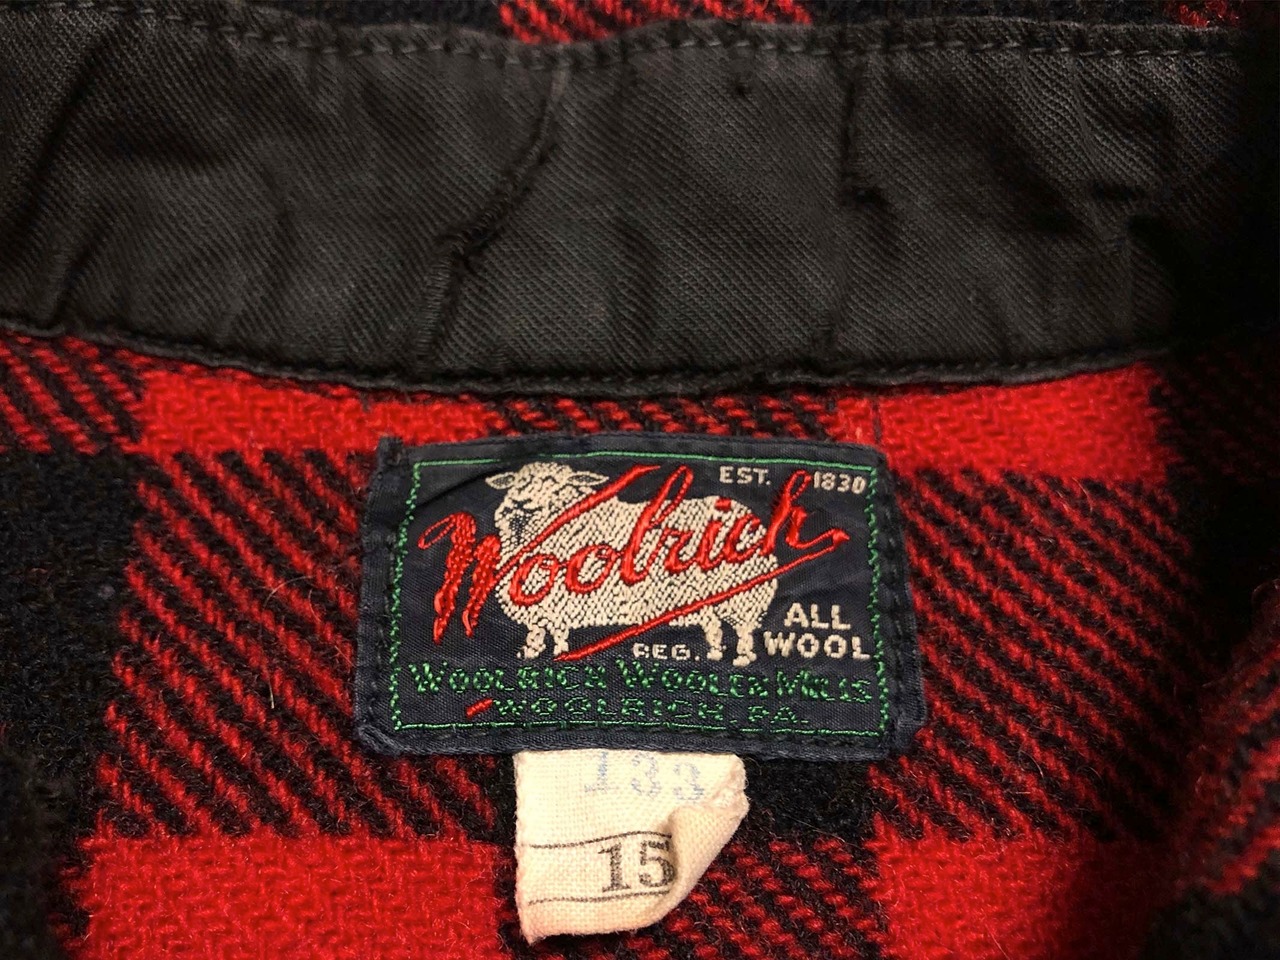 EST. 1830
Woolrich
ALL
WOOL
REG.
WOOLRICH WOOLEN MILLS
WOOLRICH, PA.
133
15